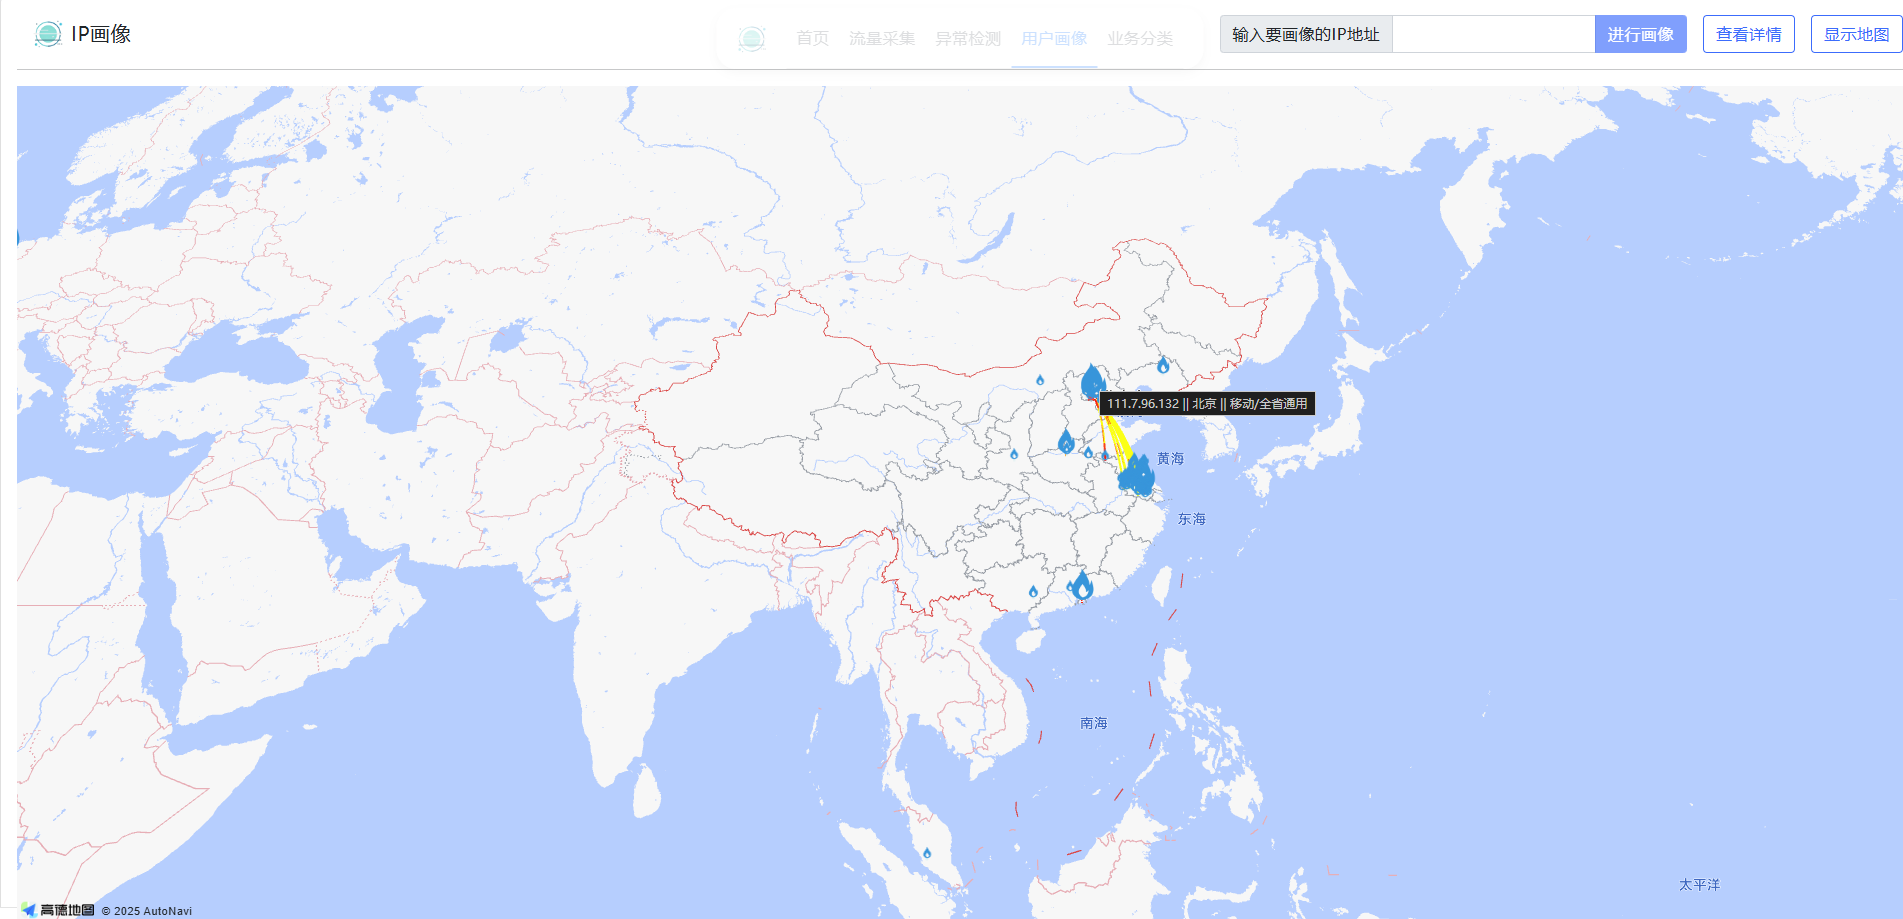 IP画像
首页 流量采集 异常检测 用户画像 业务分类
输入要画像的IP地址 进行画像 查看详情 显示地图
111.7.96.132 || 北京 || 移动/全省通用
黄海
东海
南海
太平洋
高德地图 © 2025 AutoNavi